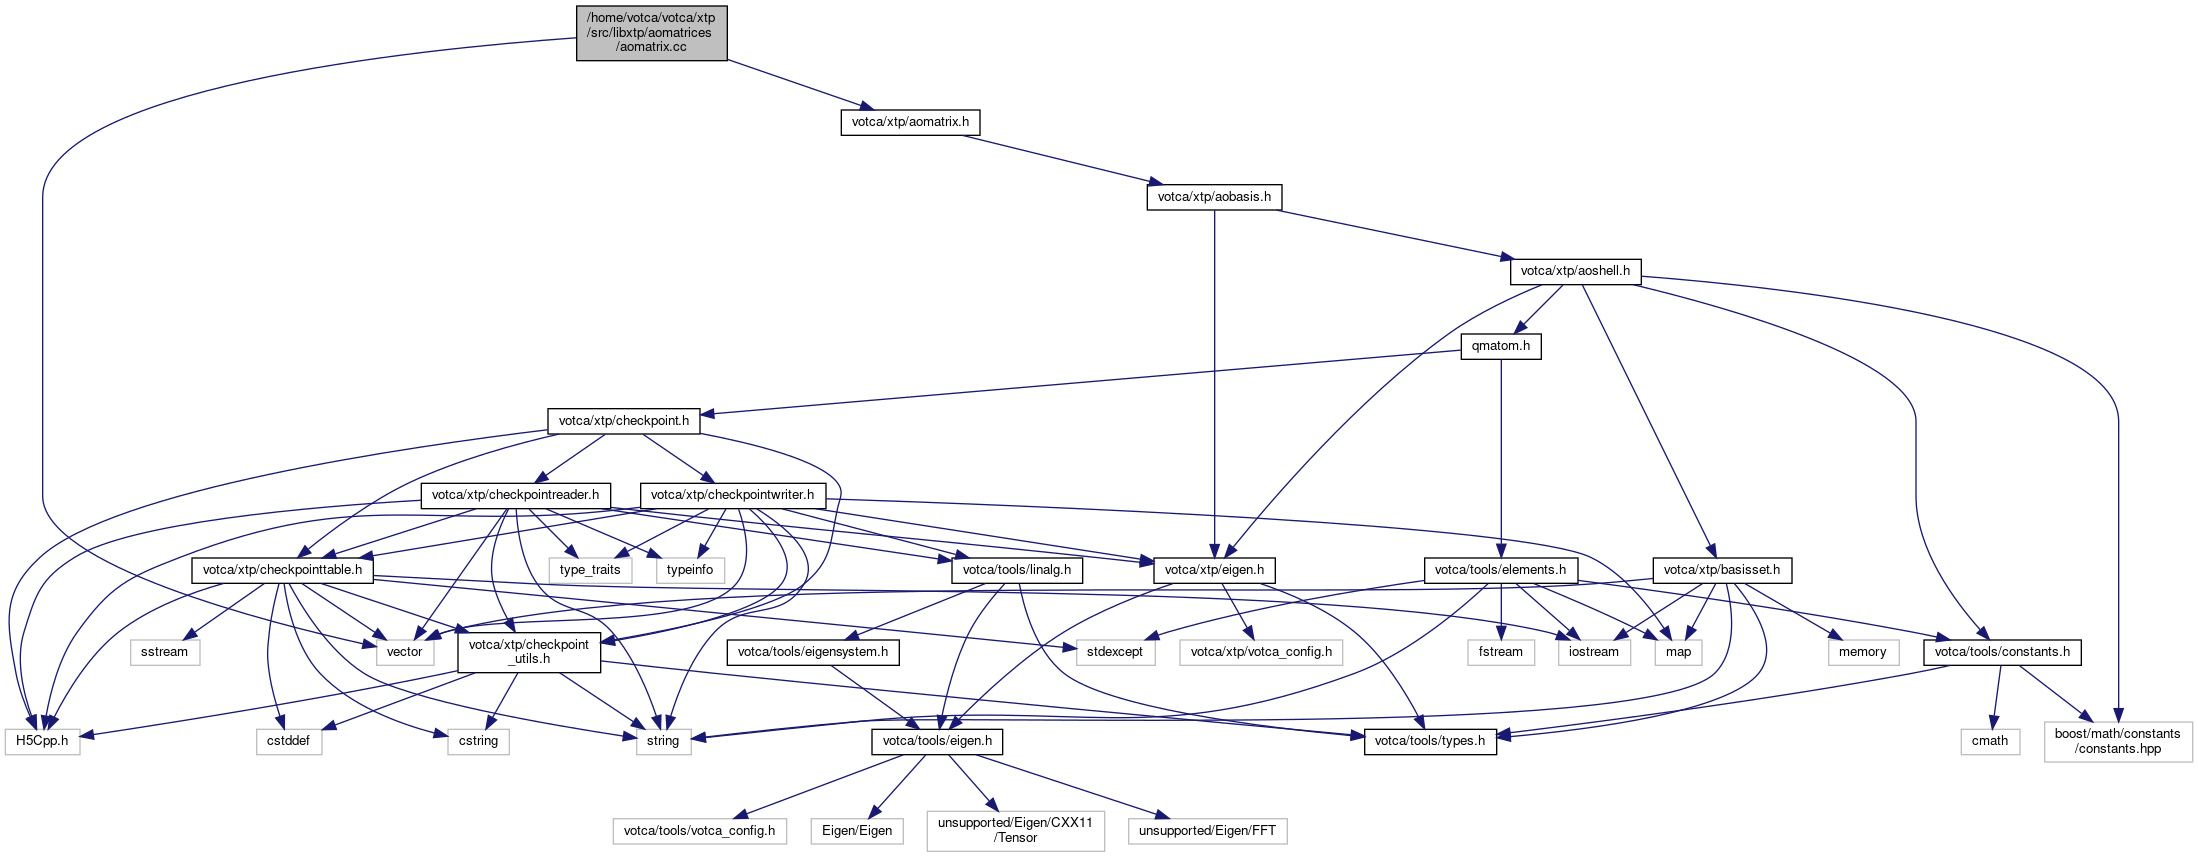 /home/votca/votca/xtp
/src/libxtp/aomatrices
/aomatrix.cc
votca/xtp/aomatrix.h
votca/xtp/aobasis.h
votca/xtp/aoshell.h
qmatom.h
votca/xtp/checkpoint.h
votca/xtp/checkpointreader.h
votca/xtp/checkpointwriter.h
votca/xtp/checkpointtable.h
type_traits
typeinfo
votca/tools/linalg.h
votca/xtp/eigen.h
votca/tools/elements.h
votca/xtp/basisset.h
sstream
vector
votca/xtp/checkpoint
_utils.h
votca/tools/eigensystem.h
stdexcept
votca/xtp/votca_config.h
fstream
iostream
map
memory
votca/tools/constants.h
H5Cpp.h
cstddef
cstring
string
votca/tools/eigen.h
votca/tools/types.h
cmath
boost/math/constants
/constants.hpp
votca/tools/votca_config.h
Eigen/Eigen
unsupported/Eigen/CXX11
/Tensor
unsupported/Eigen/FFT